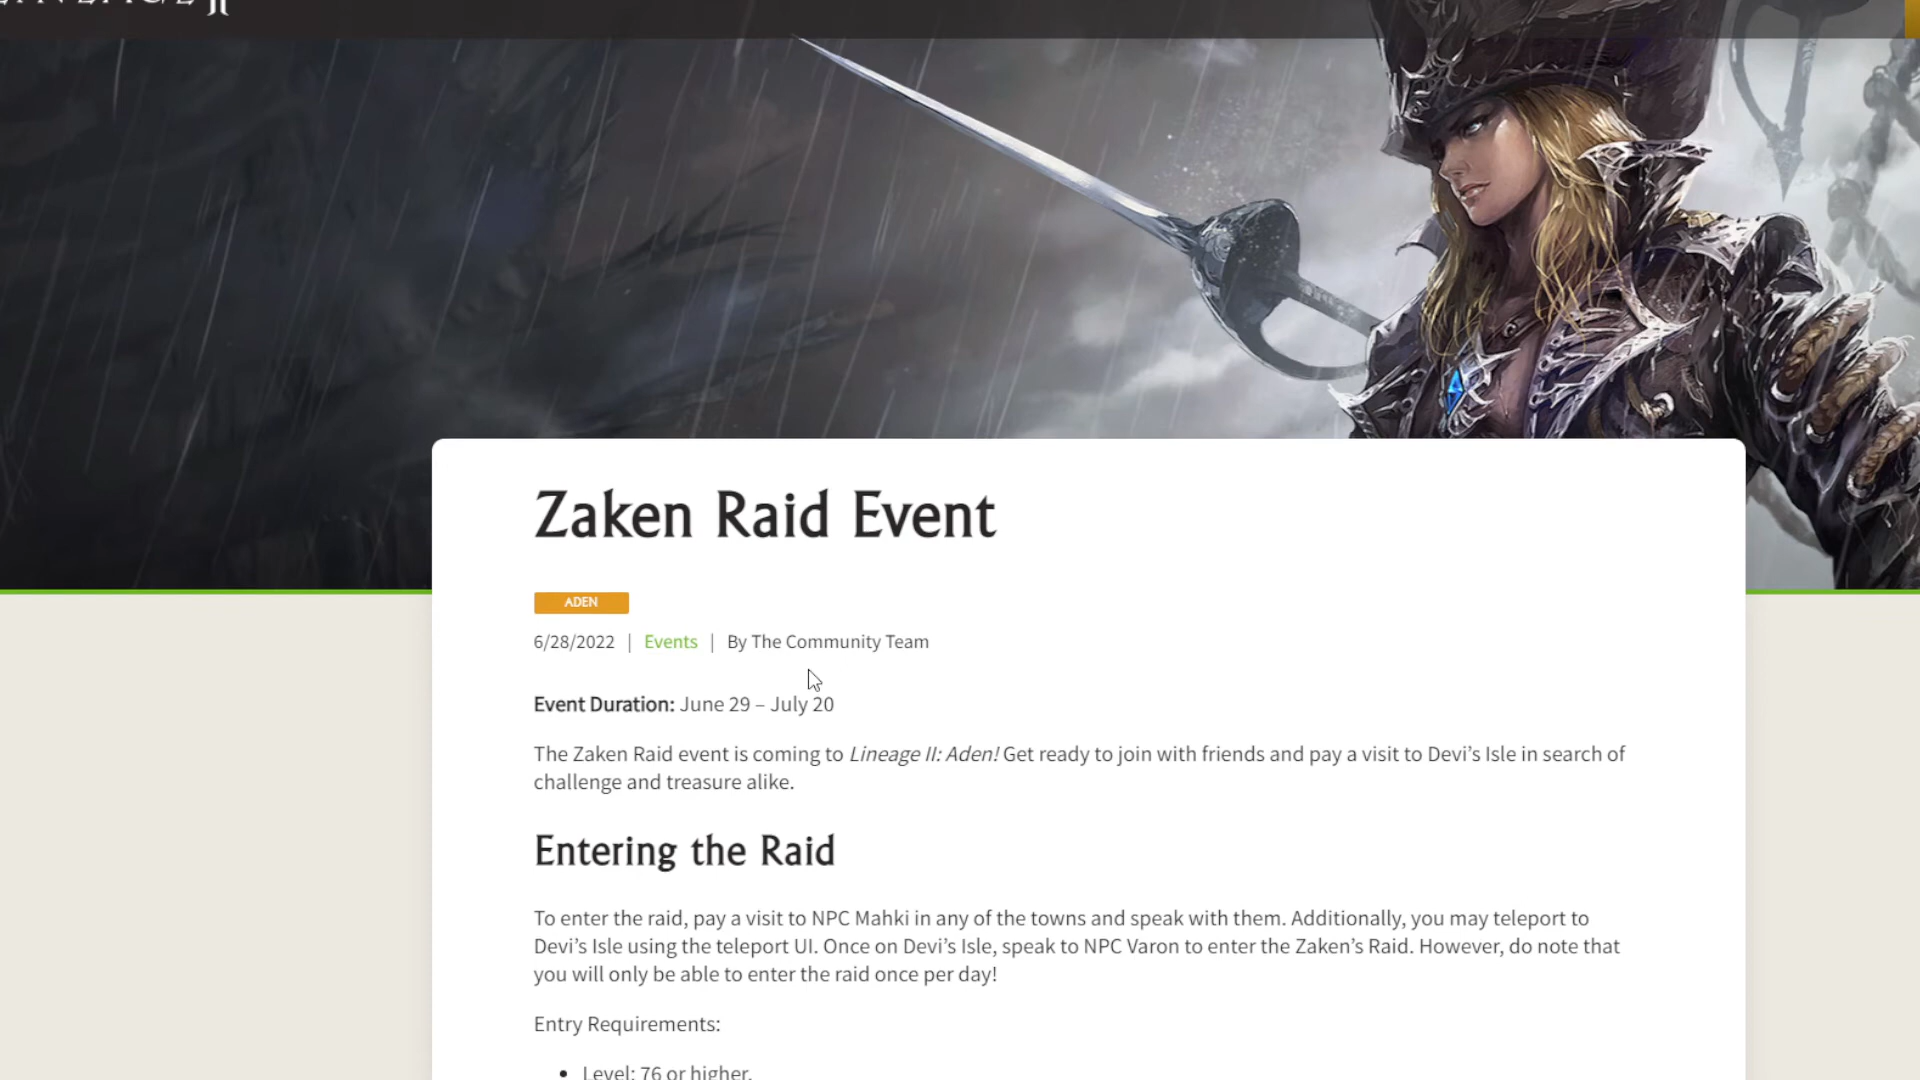 Zaken Raid Event
ADEN
6/28/2022 | Events | By The Community Team
Event Duration: June 29 – July 20
The Zaken Raid event is coming to Lineage II: Aden! Get ready to join with friends and pay a visit to Devi’s Isle in search of
challenge and treasure alike.
Entering the Raid
To enter the raid, pay a visit to NPC Mahki in any of the towns and speak with them. Additionally, you may teleport to
Devi’s Isle using the teleport UI. Once on Devi’s Isle, speak to NPC Varon to enter the Zaken’s Raid. However, do note that
you will only be able to enter the raid once per day!
Entry Requirements:
• Level: 76 or higher.